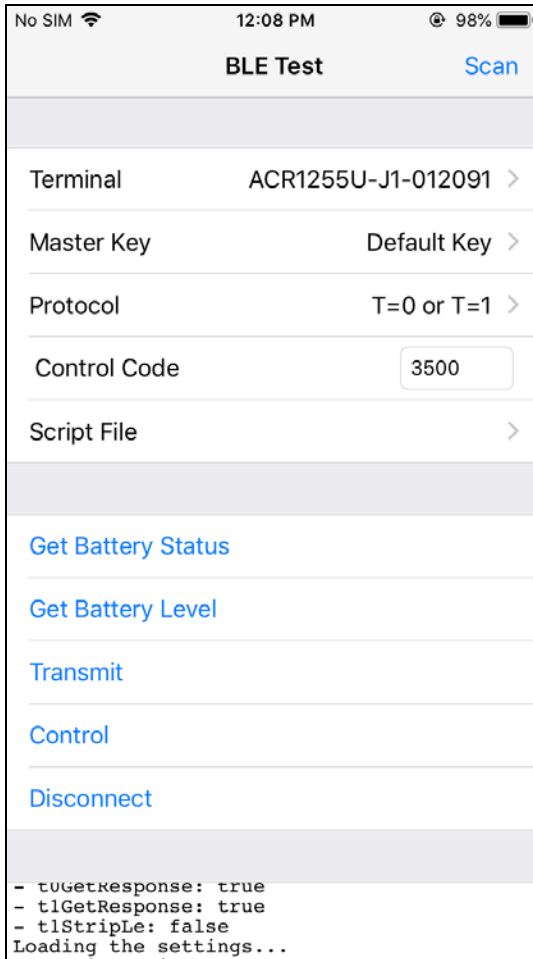 No SIM 12:08 PM 98%
BLE Test Scan
Terminal ACR1255U-J1-012091
Master Key Default Key
Protocol T=0 or T=1
Control Code 3500
Script File
Get Battery Status
Get Battery Level
Transmit
Control
Disconnect
- t0GetResponse: true
- t1GetResponse: true
- t1StripLe: false
Loading the settings...